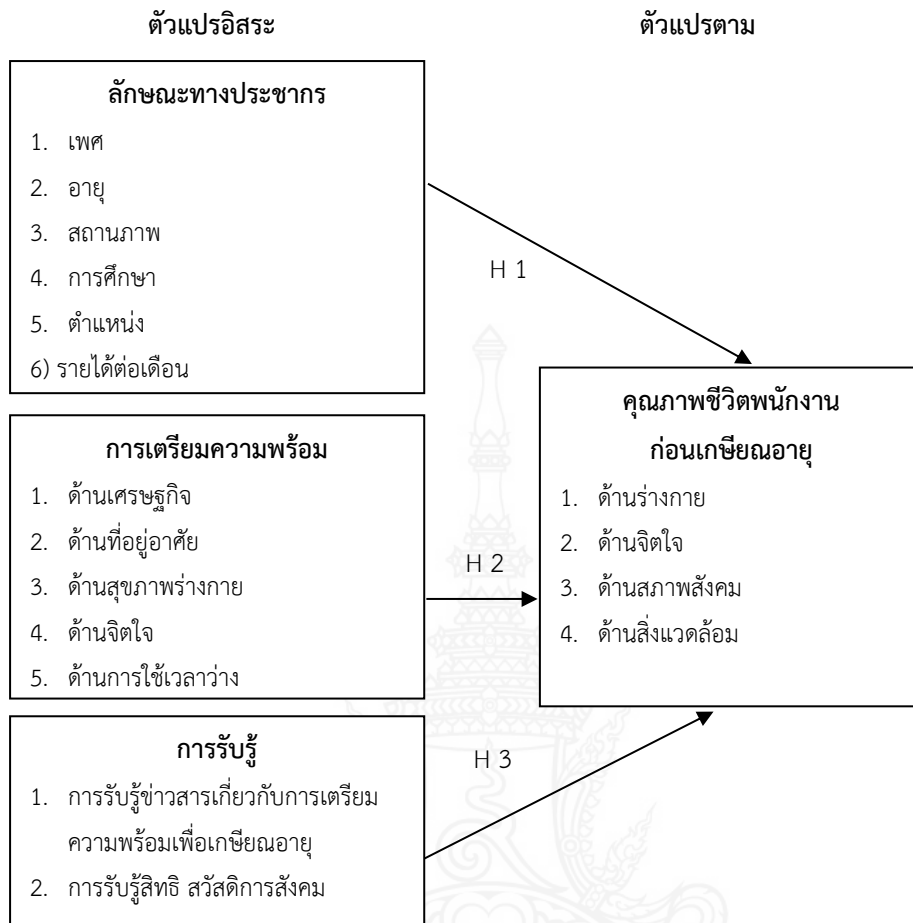 ตัวแปรอิสระ
ตัวแปรตาม
ลักษณะทางประชากร
1. เพศ
2. อายุ
3. สถานภาพ
4. การศึกษา
5. ตำแหน่ง
6) รายได้ต่อเดือน
H 1
การเตรียมความพร้อม
1. ด้านเศรษฐกิจ
2. ด้านที่อยู่อาศัย
3. ด้านสุขภาพร่างกาย
4. ด้านจิตใจ
5. ด้านการใช้เวลาว่าง
H 2
คุณภาพชีวิตพนักงาน
ก่อนเกษียณอายุ
1. ด้านร่างกาย
2. ด้านจิตใจ
3. ด้านสภาพสังคม
4. ด้านสิ่งแวดล้อม
การรับรู้
1. การรับรู้ข่าวสารเกี่ยวกับการเตรียม
ความพร้อมเพื่อเกษียณอายุ
2. การรับรู้สิทธิ สวัสดิการสังคม
H 3